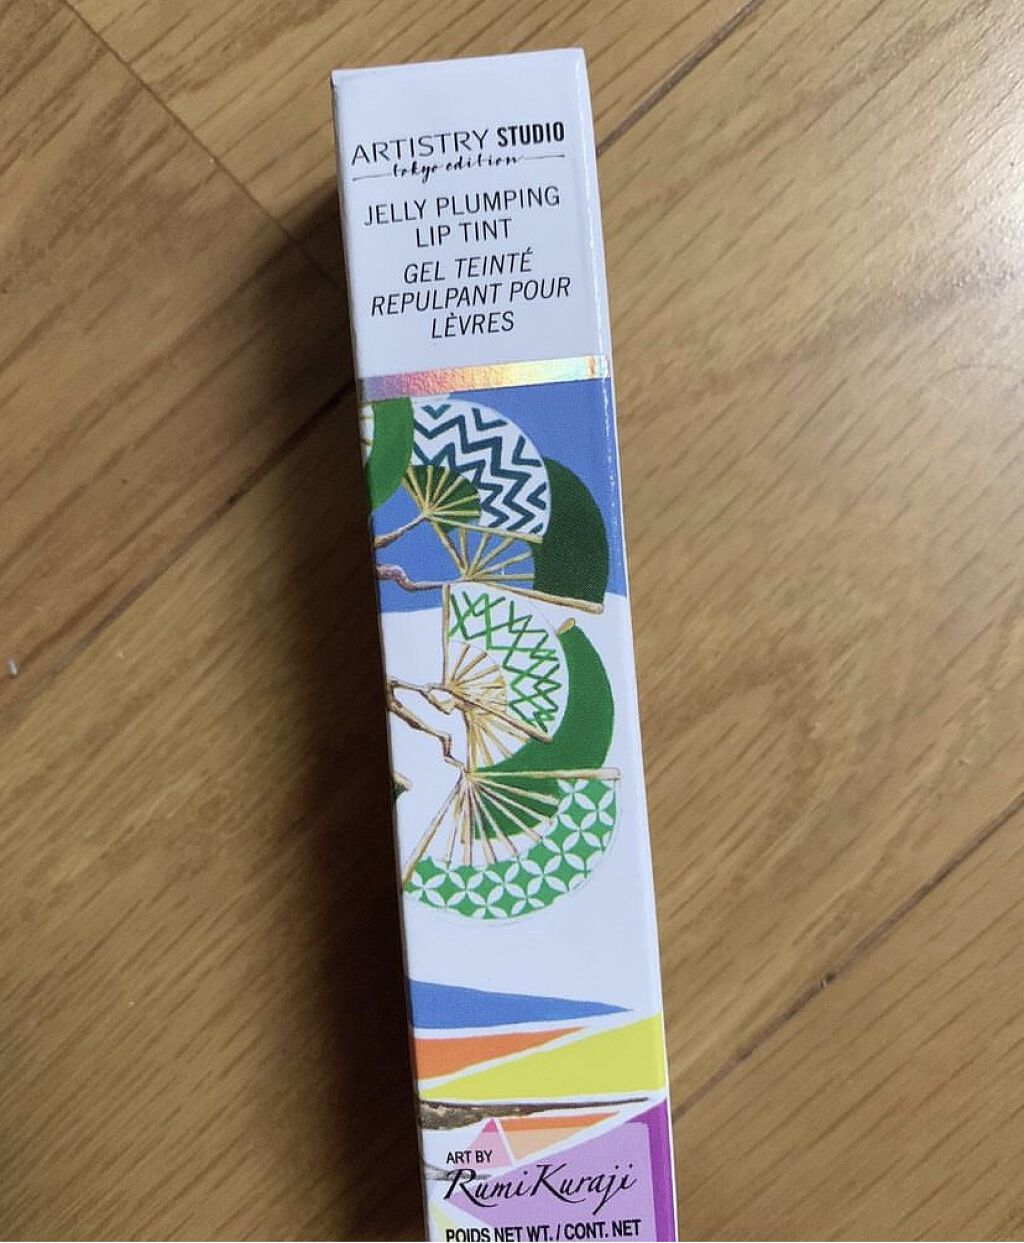 ARTISTRY STUDIO
tokyo edition
JELLY PLUMPING
LIP TINT
GEL TEINTÉ
REPULPANT POUR
LÈVRES
ART BY
Rumi Kuraji
POIDS NET WT. / CONT. NET